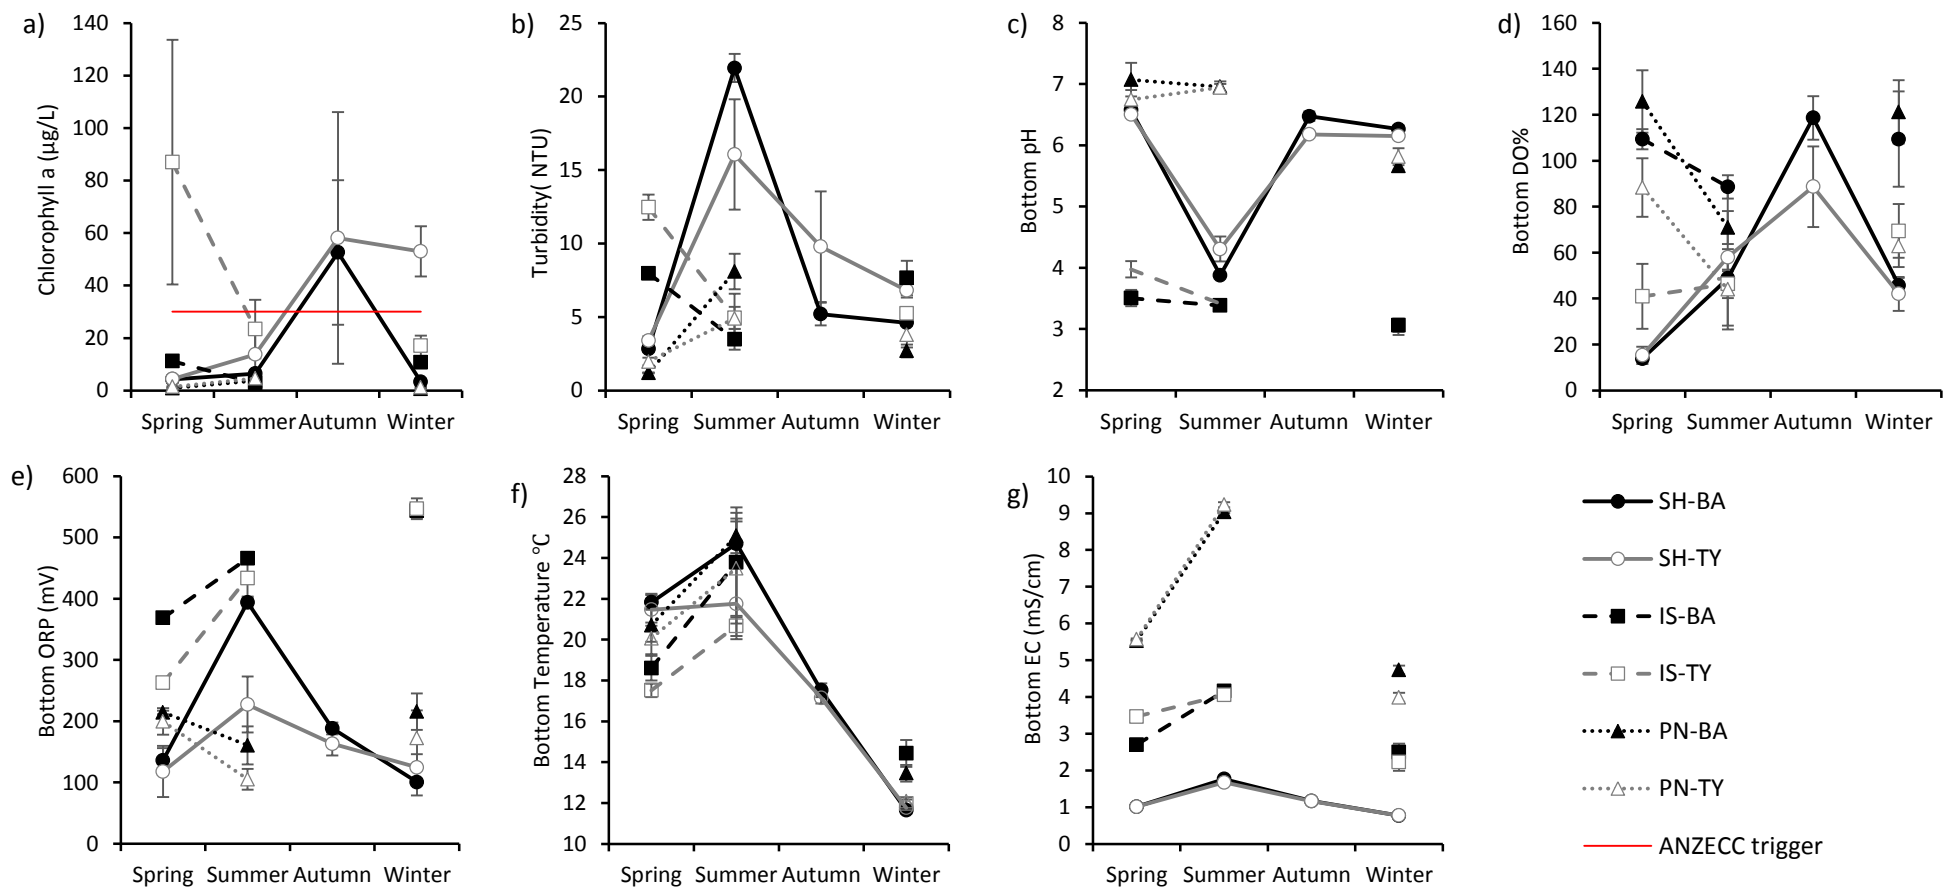 a)
Chlorophyll a (µg/L)
140
120
100
80
60
40
20
0
Spring Summer Autumn Winter
b)
Turbidity( NTU)
25
20
15
10
5
0
Spring Summer Autumn Winter
c)
Bottom pH
8
7
6
5
4
3
2
Spring Summer Autumn Winter
d)
Bottom DO%
160
140
120
100
80
60
40
20
0
Spring Summer Autumn Winter
e)
Bottom ORP (mV)
600
500
400
300
200
100
0
Spring Summer Autumn Winter
f)
Bottom Temperature °C
28
26
24
22
20
18
16
14
12
10
Spring Summer Autumn Winter
g)
Bottom EC (mS/cm)
10
9
8
7
6
5
4
3
2
1
0
Spring Summer Autumn Winter
SH-BA
SH-TY
IS-BA
IS-TY
PN-BA
PN-TY
ANZECC trigger